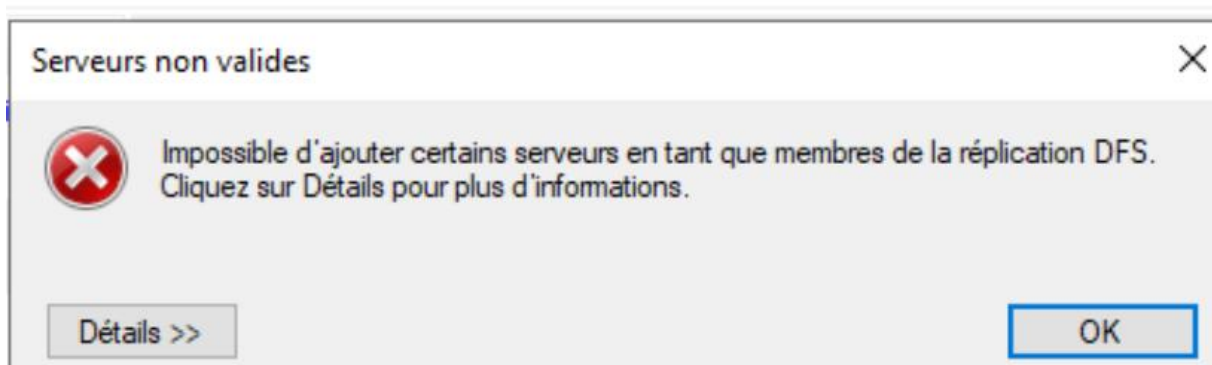 Serveurs non valides
Impossible d'ajouter certains serveurs en tant que membres de la réplication DFS.
Cliquez sur Détails pour plus d'informations.
Détails >>
OK